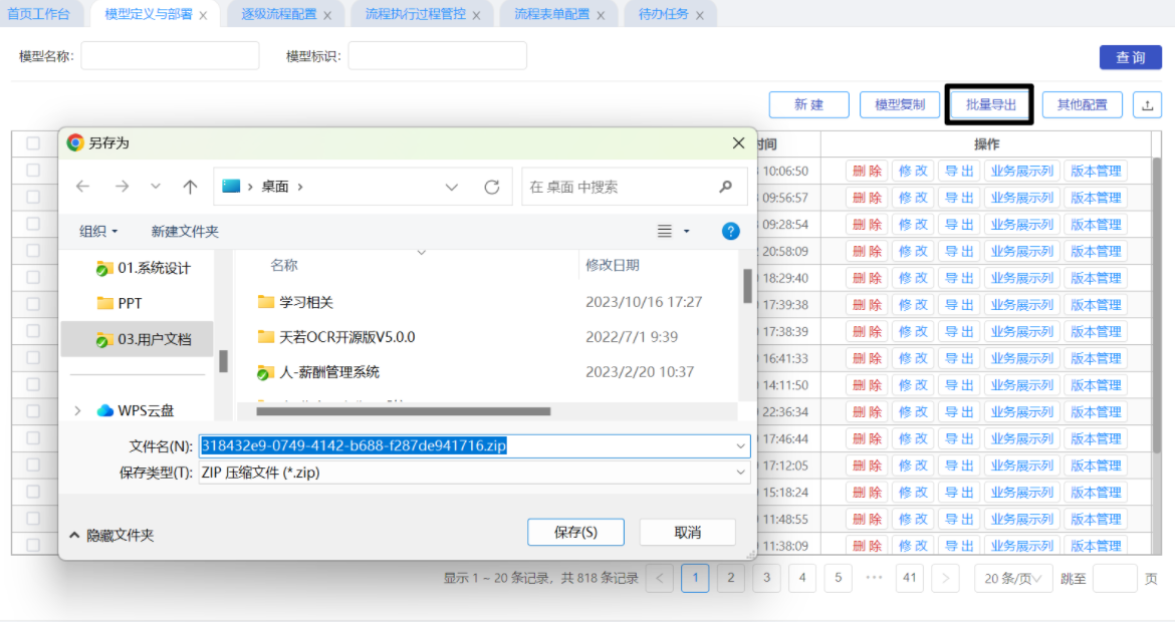 首页工作台 模型定义与部署 × 逐级流程配置 × 流程执行过程管控 × 流程表单配置 × 待办任务 ×
模型名称: 模型标识: 查 询
新 建 模型复制 批量导出 其他配置
另存为
时间 操作
桌面 在 桌面 中搜索
组织 新建文件夹
名称 修改日期
01.系统设计
PPT
03.用户文档
WPS云盘
学习相关 2023/10/16 17:27
天若OCR开源版V5.0.0 2022/7/1 9:39
人-薪酬管理系统 2023/2/20 10:37
文件名(N): 318432e9-0749-4142-b688-f287de941716.zip
保存类型(T): ZIP 压缩文件 (*.zip)
隐藏文件夹 保存(S) 取消
10:06:50 删 除 修 改 导 出 业务展示列 版本管理
09:56:57 删 除 修 改 导 出 业务展示列 版本管理
09:28:54 删 除 修 改 导 出 业务展示列 版本管理
20:58:09 删 除 修 改 导 出 业务展示列 版本管理
18:29:40 删 除 修 改 导 出 业务展示列 版本管理
17:39:38 删 除 修 改 导 出 业务展示列 版本管理
17:38:39 删 除 修 改 导 出 业务展示列 版本管理
16:41:33 删 除 修 改 导 出 业务展示列 版本管理
14:11:50 删 除 修 改 导 出 业务展示列 版本管理
22:36:34 删 除 修 改 导 出 业务展示列 版本管理
17:46:44 删 除 修 改 导 出 业务展示列 版本管理
17:12:05 删 除 修 改 导 出 业务展示列 版本管理
15:18:24 删 除 修 改 导 出 业务展示列 版本管理
11:48:55 删 除 修 改 导 出 业务展示列 版本管理
11:38:09 删 除 修 改 导 出 业务展示列 版本管理
显示 1 ~ 20 条记录，共 818 条记录 < 1 2 3 4 5 ••• 41 > 20 条/页 跳至 页